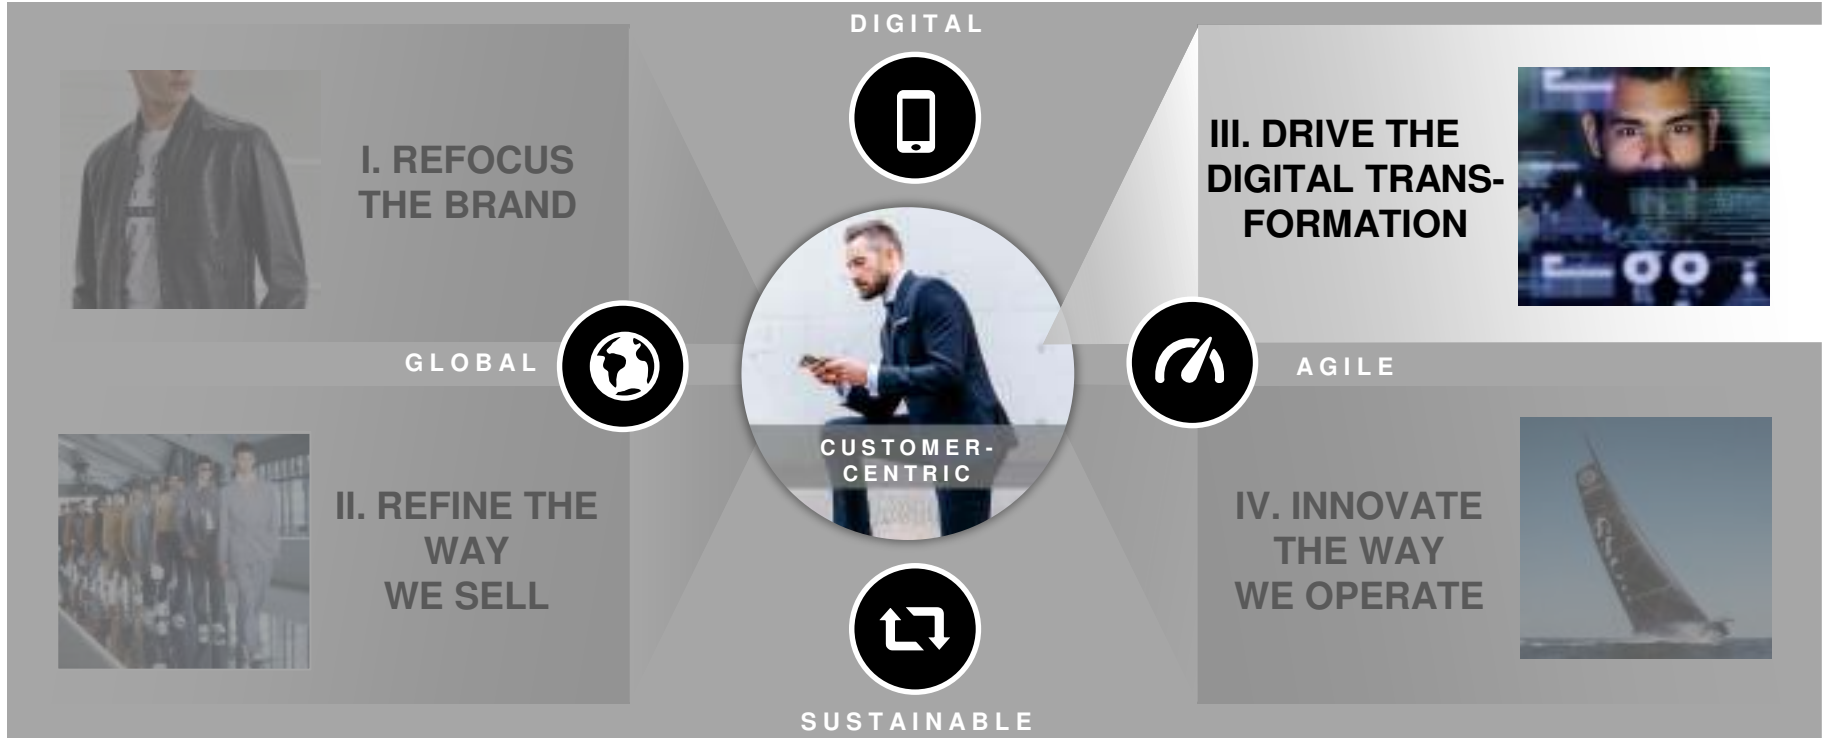 DIGITAL
I. REFOCUS
THE BRAND
III. DRIVE THE
DIGITAL TRANS-
FORMATION
GLOBAL
AGILE
CUSTOMER-
CENTRIC
II. REFINE THE
WAY
WE SELL
IV. INNOVATE
THE WAY
WE OPERATE
SUSTAINABLE